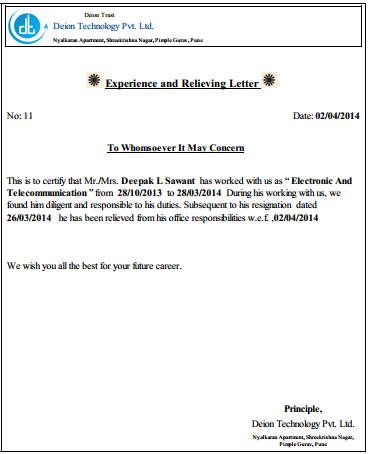 Deion Trust
Deion Technology Pvt. Ltd.
Nyalkaran Apartment, Shreekrishna Nagar, Pimple Gurav, Pune
Experience and Relieving Letter
No: 11 Date: 02/04/2014
To Whomsoever It May Concern
This is to certify that Mr./Mrs. Deepak L Sawant has worked with us as “ Electronic And
Telecommunication ” from 28/10/2013 to 28/03/2014 During his working with us, we
found him diligent and responsible to his duties. Subsequent to his resignation dated
26/03/2014 he has been relieved from his office responsibilities w.e.f. ,02/04/2014
We wish you all the best for your future career.
Principle,
Deion Technology Pvt. Ltd.
Nyalkaran Apartment, Shreekrishna Nagar,
Pimple Gurav, Pune